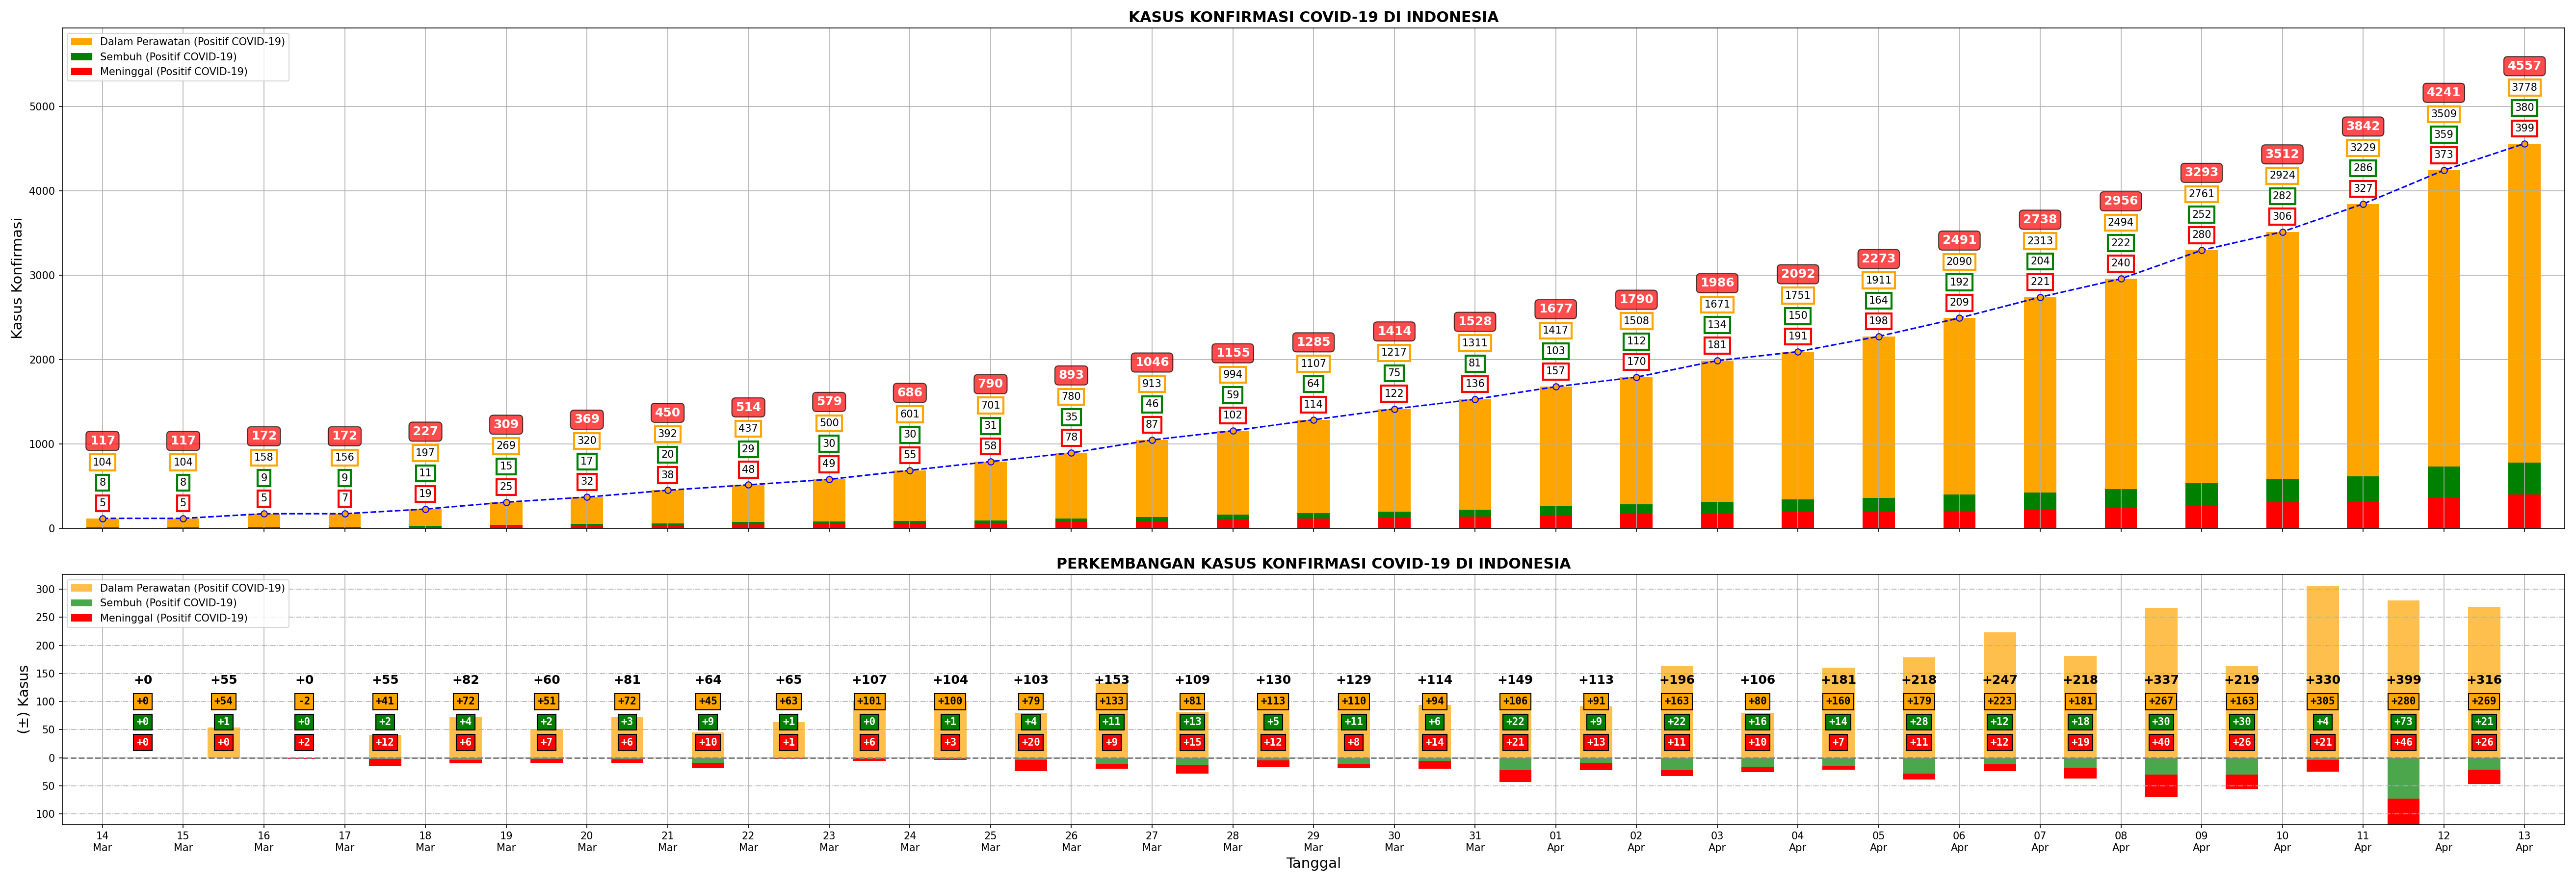 KASUS KONFIRMASI COVID-19 DI INDONESIA
Dalam Perawatan (Positif COVID-19)
Sembuh (Positif COVID-19)
Meninggal (Positif COVID-19)
Kasus Konfirmasi
5000
4000
3000
2000
1000
0
117 117 172 172 227 309 369 450 514 579 686 790 893 1046 1155 1285 1414 1528 1677 1790 1986 2092 2273 2491 2738 2956 3293 3512 3842 4241 4557
104 104 158 156 197 269 320 392 437 500 601 701 780 913 994 1107 1217 1311 1417 1508 1671 1751 1911 2090 2313 2494 2761 2924 3229 3509 3778
8 8 9 9 11 15 17 20 29 30 30 31 35 46 59 64 75 81 103 112 134 150 164 192 204 222 252 282 286 359 380
5 5 5 7 19 25 32 38 48 49 55 58 78 87 102 114 122 136 157 170 181 191 198 209 221 240 280 306 327 373 399
PERKEMBANGAN KASUS KONFIRMASI COVID-19 DI INDONESIA
Dalam Perawatan (Positif COVID-19)
Sembuh (Positif COVID-19)
Meninggal (Positif COVID-19)
(±) Kasus
300
250
200
150
100
50
0
50
100
+0 +55 +0 +55 +82 +60 +81 +64 +65 +107 +104 +103 +153 +109 +130 +129 +114 +149 +113 +196 +106 +181 +218 +247 +218 +337 +219 +330 +399 +316
+0 +54 -2 +41 +72 +51 +72 +45 +63 +101 +100 +79 +133 +81 +113 +110 +94 +106 +91 +163 +80 +160 +179 +223 +181 +267 +163 +305 +280 +269
+0 +1 +0 +2 +4 +2 +3 +9 +1 +0 +1 +4 +11 +13 +5 +11 +6 +22 +9 +22 +16 +14 +28 +12 +18 +30 +30 +4 +73 +21
+0 +0 +2 +12 +6 +7 +6 +10 +1 +6 +3 +20 +9 +15 +12 +8 +14 +21 +13 +11 +10 +7 +11 +12 +19 +40 +26 +21 +46 +26
14 15 16 17 18 19 20 21 22 23 24 25 26 27 28 29 30 31 01 02 03 04 05 06 07 08 09 10 11 12 13
Mar Mar Mar Mar Mar Mar Mar Mar Mar Mar Mar Mar Mar Mar Mar Mar Mar Mar Apr Apr Apr Apr Apr Apr Apr Apr Apr Apr Apr Apr Apr
Tanggal